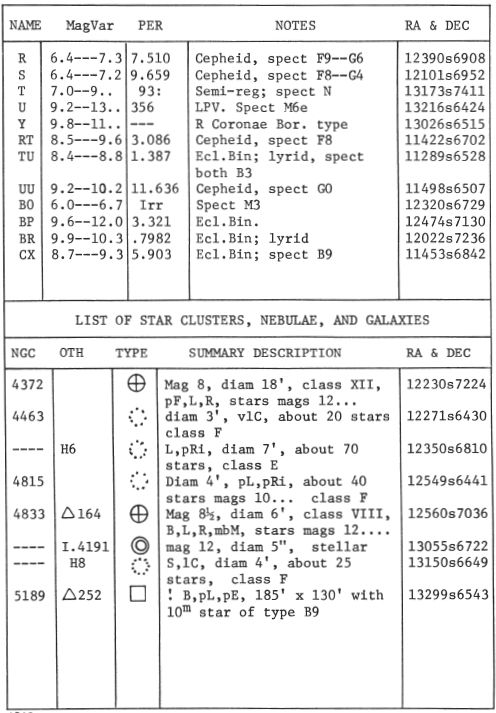 NAME MagVar PER NOTES RA & DEC
R 6.4---7.3 7.510 Cepheid, spect F9--G6 12390s6908
S 6.4---7.2 9.659 Cepheid, spect F8--G4 12101s6952
T 7.0--9.. 93: Semi-reg; spect N 13173s7411
U 9.2--13.. 356 LPV. Spect M6e 13216s6424
Y 9.8--11.. --- R Coronae Bor. type 13026s6515
RT 8.5---9.6 3.086 Cepheid, spect F8 11422s6702
TU 8.4---8.8 1.387 Ecl.Bin; lyrid, spect 11289s6528
both B3
UU 9.2--10.2 11.636 Cepheid, spect G0 11498s6507
BO 6.0---6.7 Irr Spect M3 12320s6729
BP 9.6--12.0 3.321 Ecl.Bin. 12474s7130
BR 9.9--10.3 .7982 Ecl.Bin; lyrid 12022s7236
CX 8.7---9.3 5.903 Ecl.Bin; spect B9 11453s6842
LIST OF STAR CLUSTERS, NEBULAE, AND GALAXIES
NGC OTH TYPE SUMMARY DESCRIPTION RA & DEC
4372 Mag 8, diam 18', class XII, 12230s7224
pF,L,R, stars mags 12...
4463 diam 3', vlC, about 20 stars 12271s6430
class F
---- H6 L,pRi, diam 7', about 70 12350s6810
stars, class E
4815 Diam 4', pL,pRi, about 40 12549s6441
stars mags 10... class F
4833 △164 Mag 8½, diam 6', class VIII, 12560s7036
B,L,R,mbM, stars mags 12....
---- I.4191 mag 12, diam 5", stellar 13055s6722
---- H8 S,lC, diam 4', about 25 13150s6649
stars, class F
5189 △252 ! B,pL,pE, 185' x 130' with 13299s6543
10ᵐ star of type B9